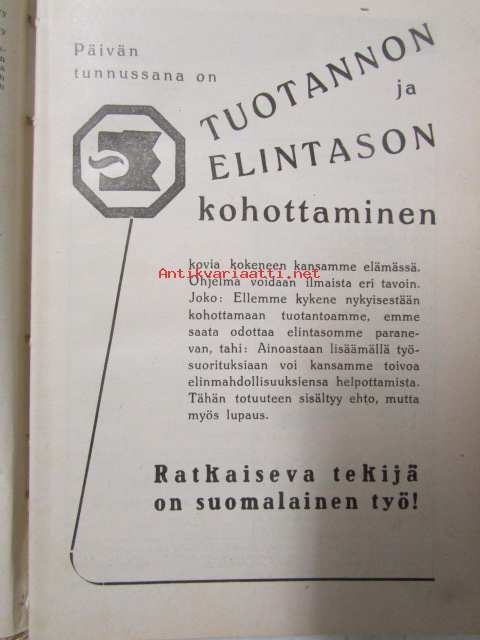 Päivän
tunnussana on
TUOTANNON
ja
ELINTASON
kohottaminen
kovia kokeneen kansamme elämässä.
Antikvariaatti.net
Ohjelma voidaan ilmaista eri tavoin.
Joko: Ellemme kykene nykyisestään
kohottamaan tuotantoamme, emme
saata odottaa elintasomme parane-
van, tahi: Ainoastaan lisäämällä työ-
suorituksiaan voi kansamme toivoa
elinmahdollisuuksiensa helpottamista.
Tähän totuuteen sisältyy ehto, mutta
myös lupaus.
Ratkaiseva tekijä
on suomalainen työ!